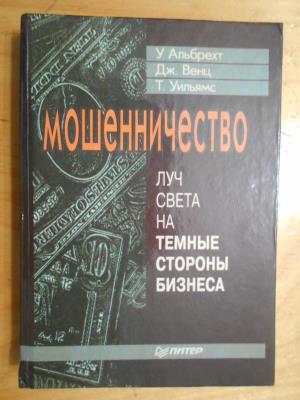 У Альбрехт
Дж. Венц
Т. Уильямс
мошенничество
ЛУЧ
СВЕТА
НА
ТЕМНЫЕ
СТОРОНЫ
БИЗНЕСА
ПИТЕР